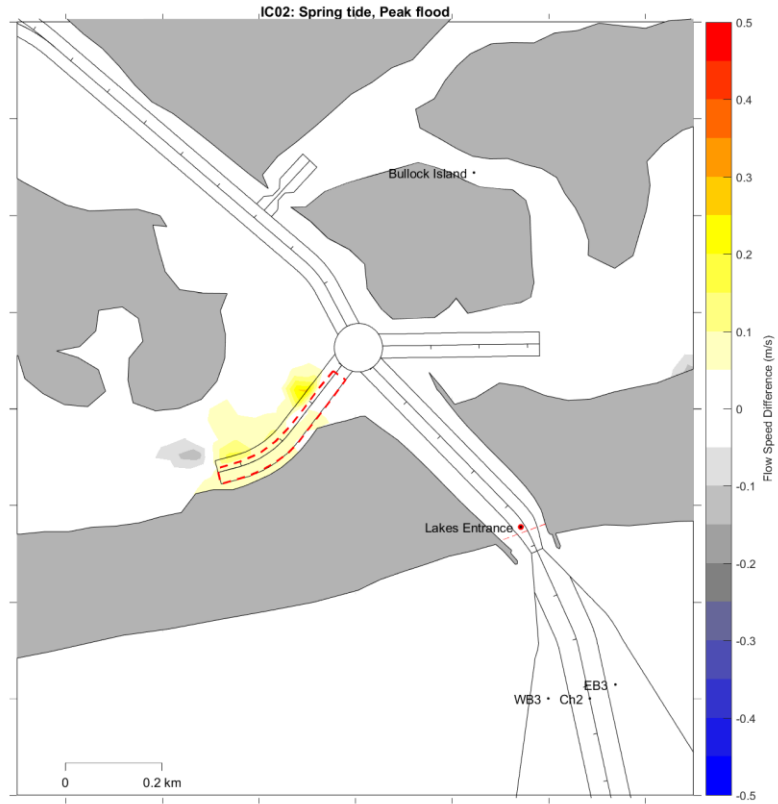 IC02: Spring tide, Peak flood
Bullock Island
Lakes Entrance
EB3
WB3
Ch2
0
0.2 km
0.5
0.4
0.3
0.2
0.1
0
-0.1
-0.2
-0.3
-0.4
-0.5
Flow Speed Difference (m/s)